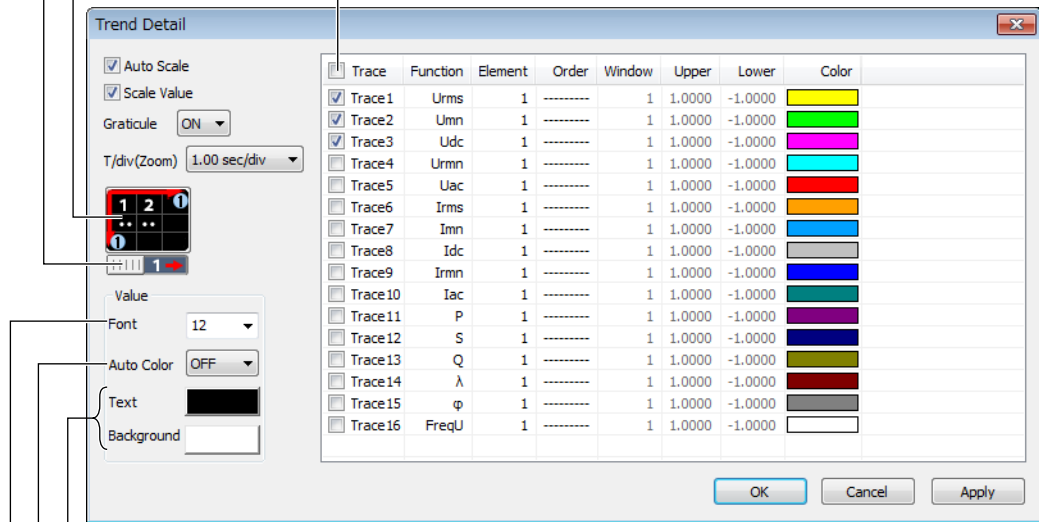 Trend Detail
Auto Scale
Scale Value
Graticule ON
T/div(Zoom) 1.00 sec/div
1 2 1
1
1
Value
Font 12
Auto Color OFF
Text
Background
Trace Function Element Order Window Upper Lower Color
Trace1 Urms 1 --------- 1 1.0000 -1.0000
Trace2 Umn 1 --------- 1 1.0000 -1.0000
Trace3 Udc 1 --------- 1 1.0000 -1.0000
Trace4 Urmn 1 --------- 1 1.0000 -1.0000
Trace5 Uac 1 --------- 1 1.0000 -1.0000
Trace6 Irms 1 --------- 1 1.0000 -1.0000
Trace7 Imn 1 --------- 1 1.0000 -1.0000
Trace8 Idc 1 --------- 1 1.0000 -1.0000
Trace9 Irmn 1 --------- 1 1.0000 -1.0000
Trace10 Iac 1 --------- 1 1.0000 -1.0000
Trace11 P 1 --------- 1 1.0000 -1.0000
Trace12 S 1 --------- 1 1.0000 -1.0000
Trace13 Q 1 --------- 1 1.0000 -1.0000
Trace14 λ 1 --------- 1 1.0000 -1.0000
Trace15 φ 1 --------- 1 1.0000 -1.0000
Trace16 FreqU 1 --------- 1 1.0000 -1.0000
OK Cancel Apply